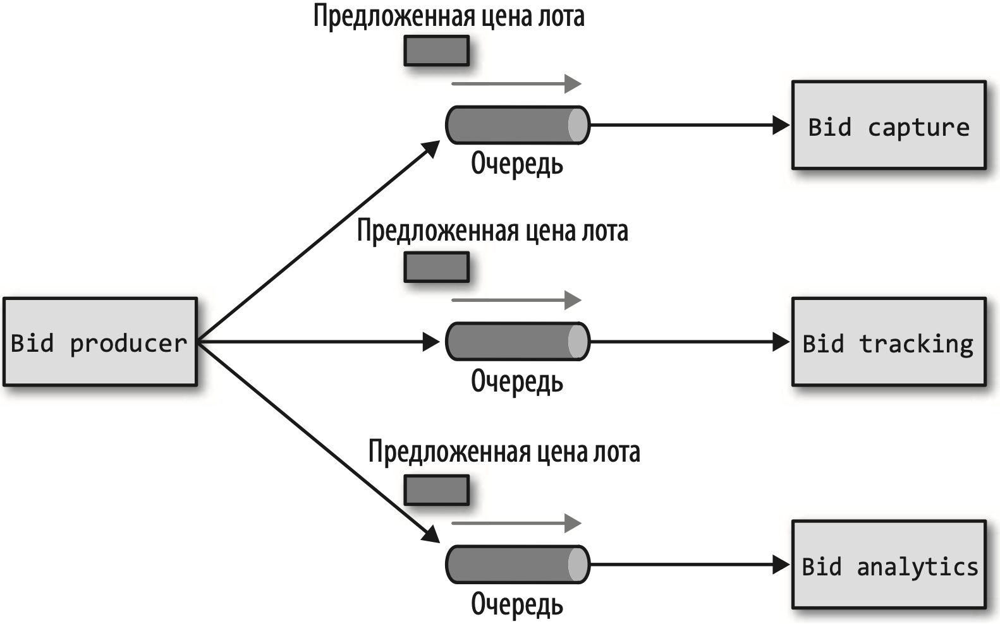 Предложенная цена лота
Bid capture
Очередь
Предложенная цена лота
Bid producer
Bid tracking
Очередь
Предложенная цена лота
Bid analytics
Очередь